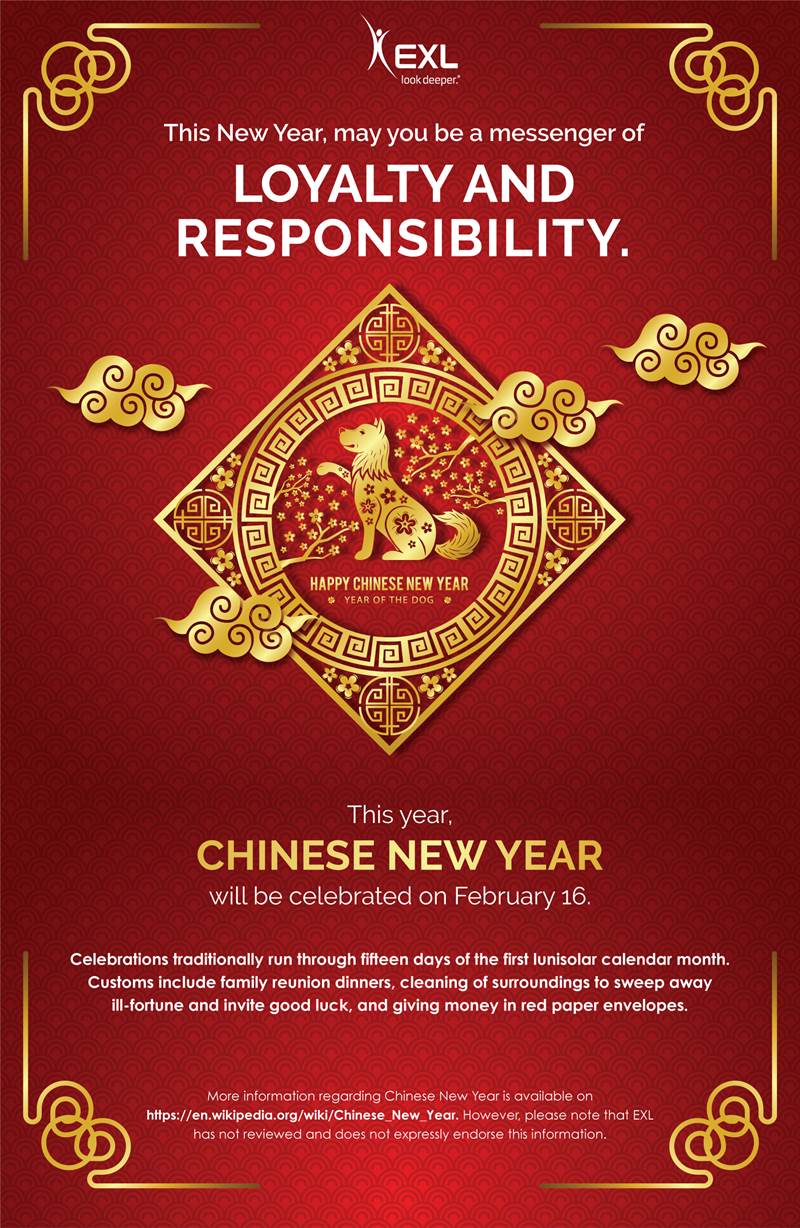 EXL
look deeper.®
This New Year, may you be a messenger of
LOYALTY AND
RESPONSIBILITY.
HAPPY CHINESE NEW YEAR
YEAR OF THE DOG
This year,
CHINESE NEW YEAR
will be celebrated on February 16.
Celebrations traditionally run through fifteen days of the first lunisolar calendar month.
Customs include family reunion dinners, cleaning of surroundings to sweep away
ill-fortune and invite good luck, and giving money in red paper envelopes.
More information regarding Chinese New Year is available on
https://en.wikipedia.org/wiki/Chinese_New_Year. However, please note that EXL
has not reviewed and does not expressly endorse this information.